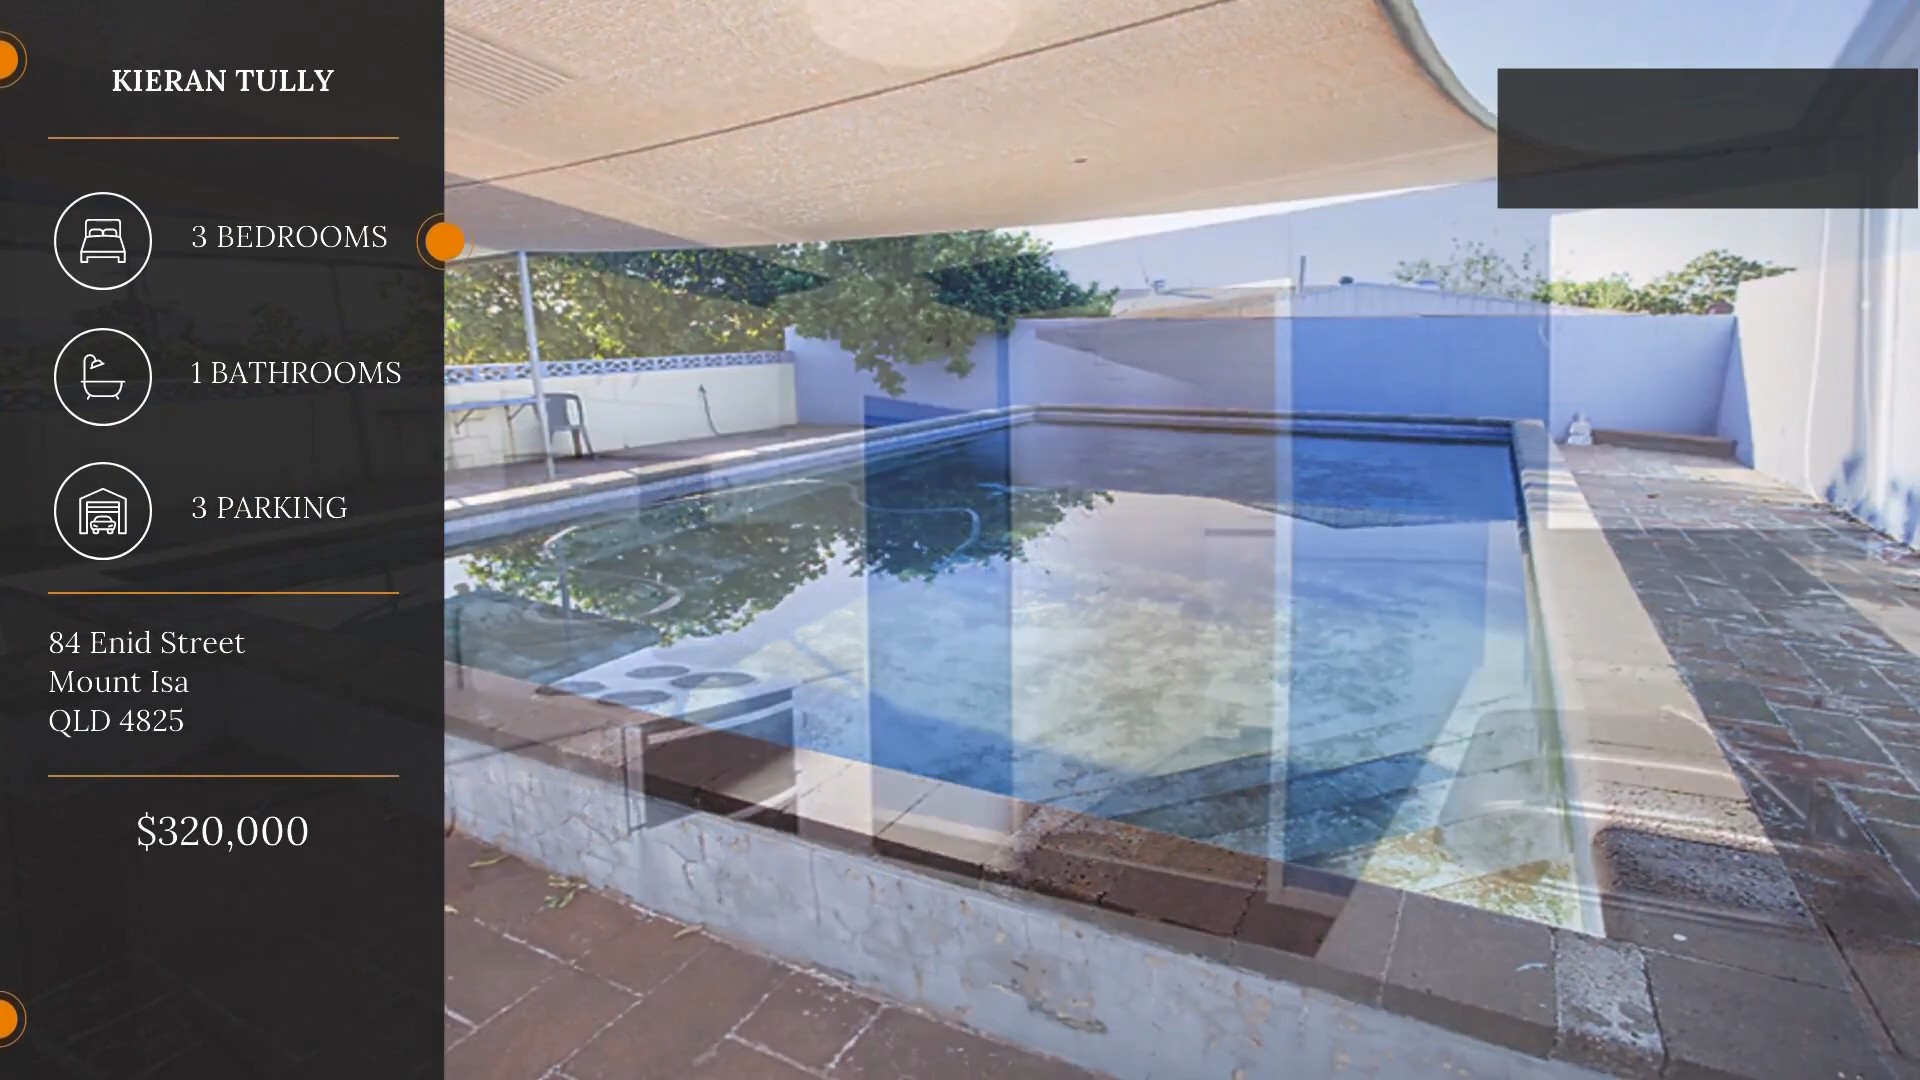 KIERAN TULLY
3 BEDROOMS
1 BATHROOMS
3 PARKING
84 Enid Street
Mount Isa
QLD 4825
$320,000